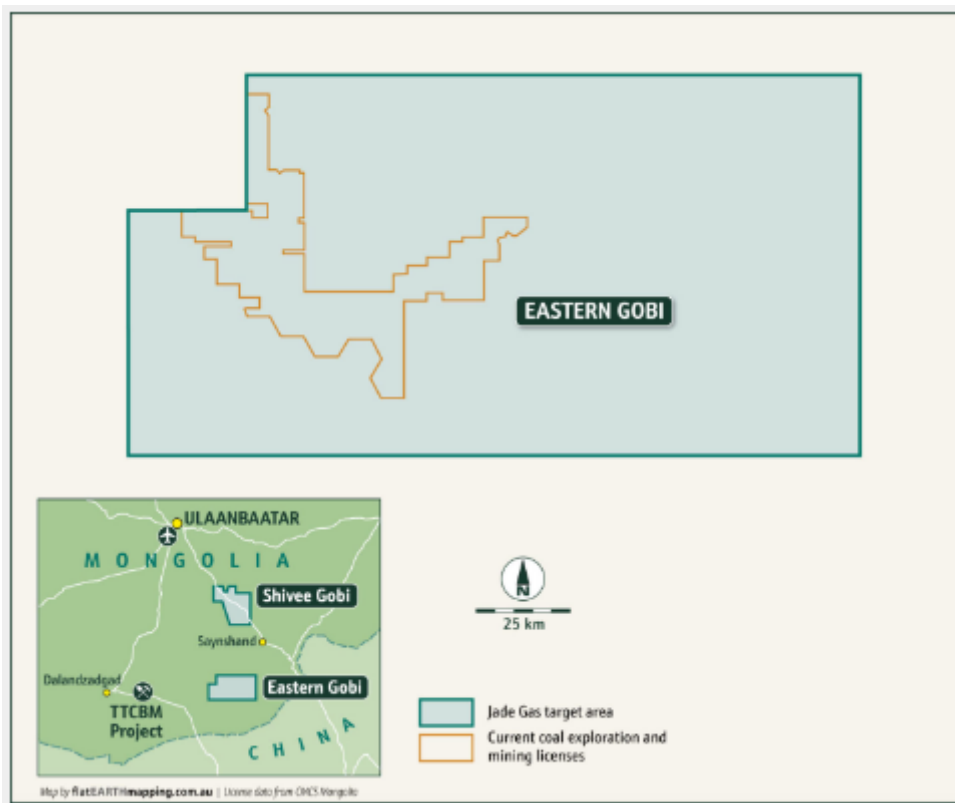 EASTERN GOBI
ULAANBAATAR
MONGOLIA
Shivee Gobi
Saynshand
Dalandzadgad
Eastern Gobi
TTCBM
Project
CHINA
N
25 km
Jade Gas target area
Current coal exploration and
mining licenses
Map by flatEARTHmapping.com.au | License data from CMCS Mongolia